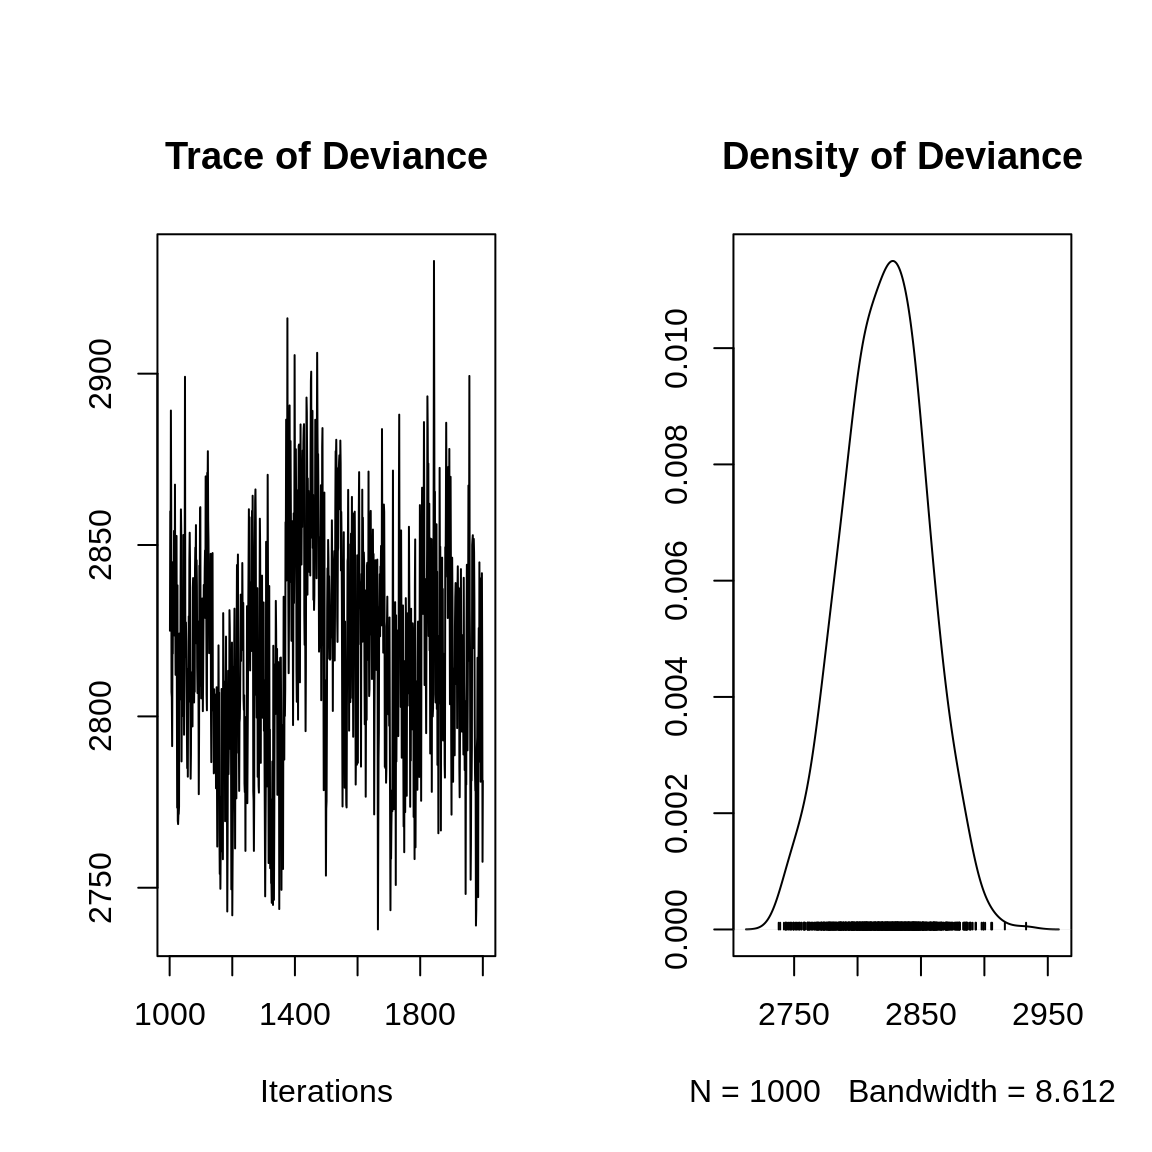 Trace of Deviance
2900
2850
2800
2750
1000 1400 1800
Iterations
Density of Deviance
0.010
0.008
0.006
0.004
0.002
0.000
2750 2850 2950
N = 1000 Bandwidth = 8.612